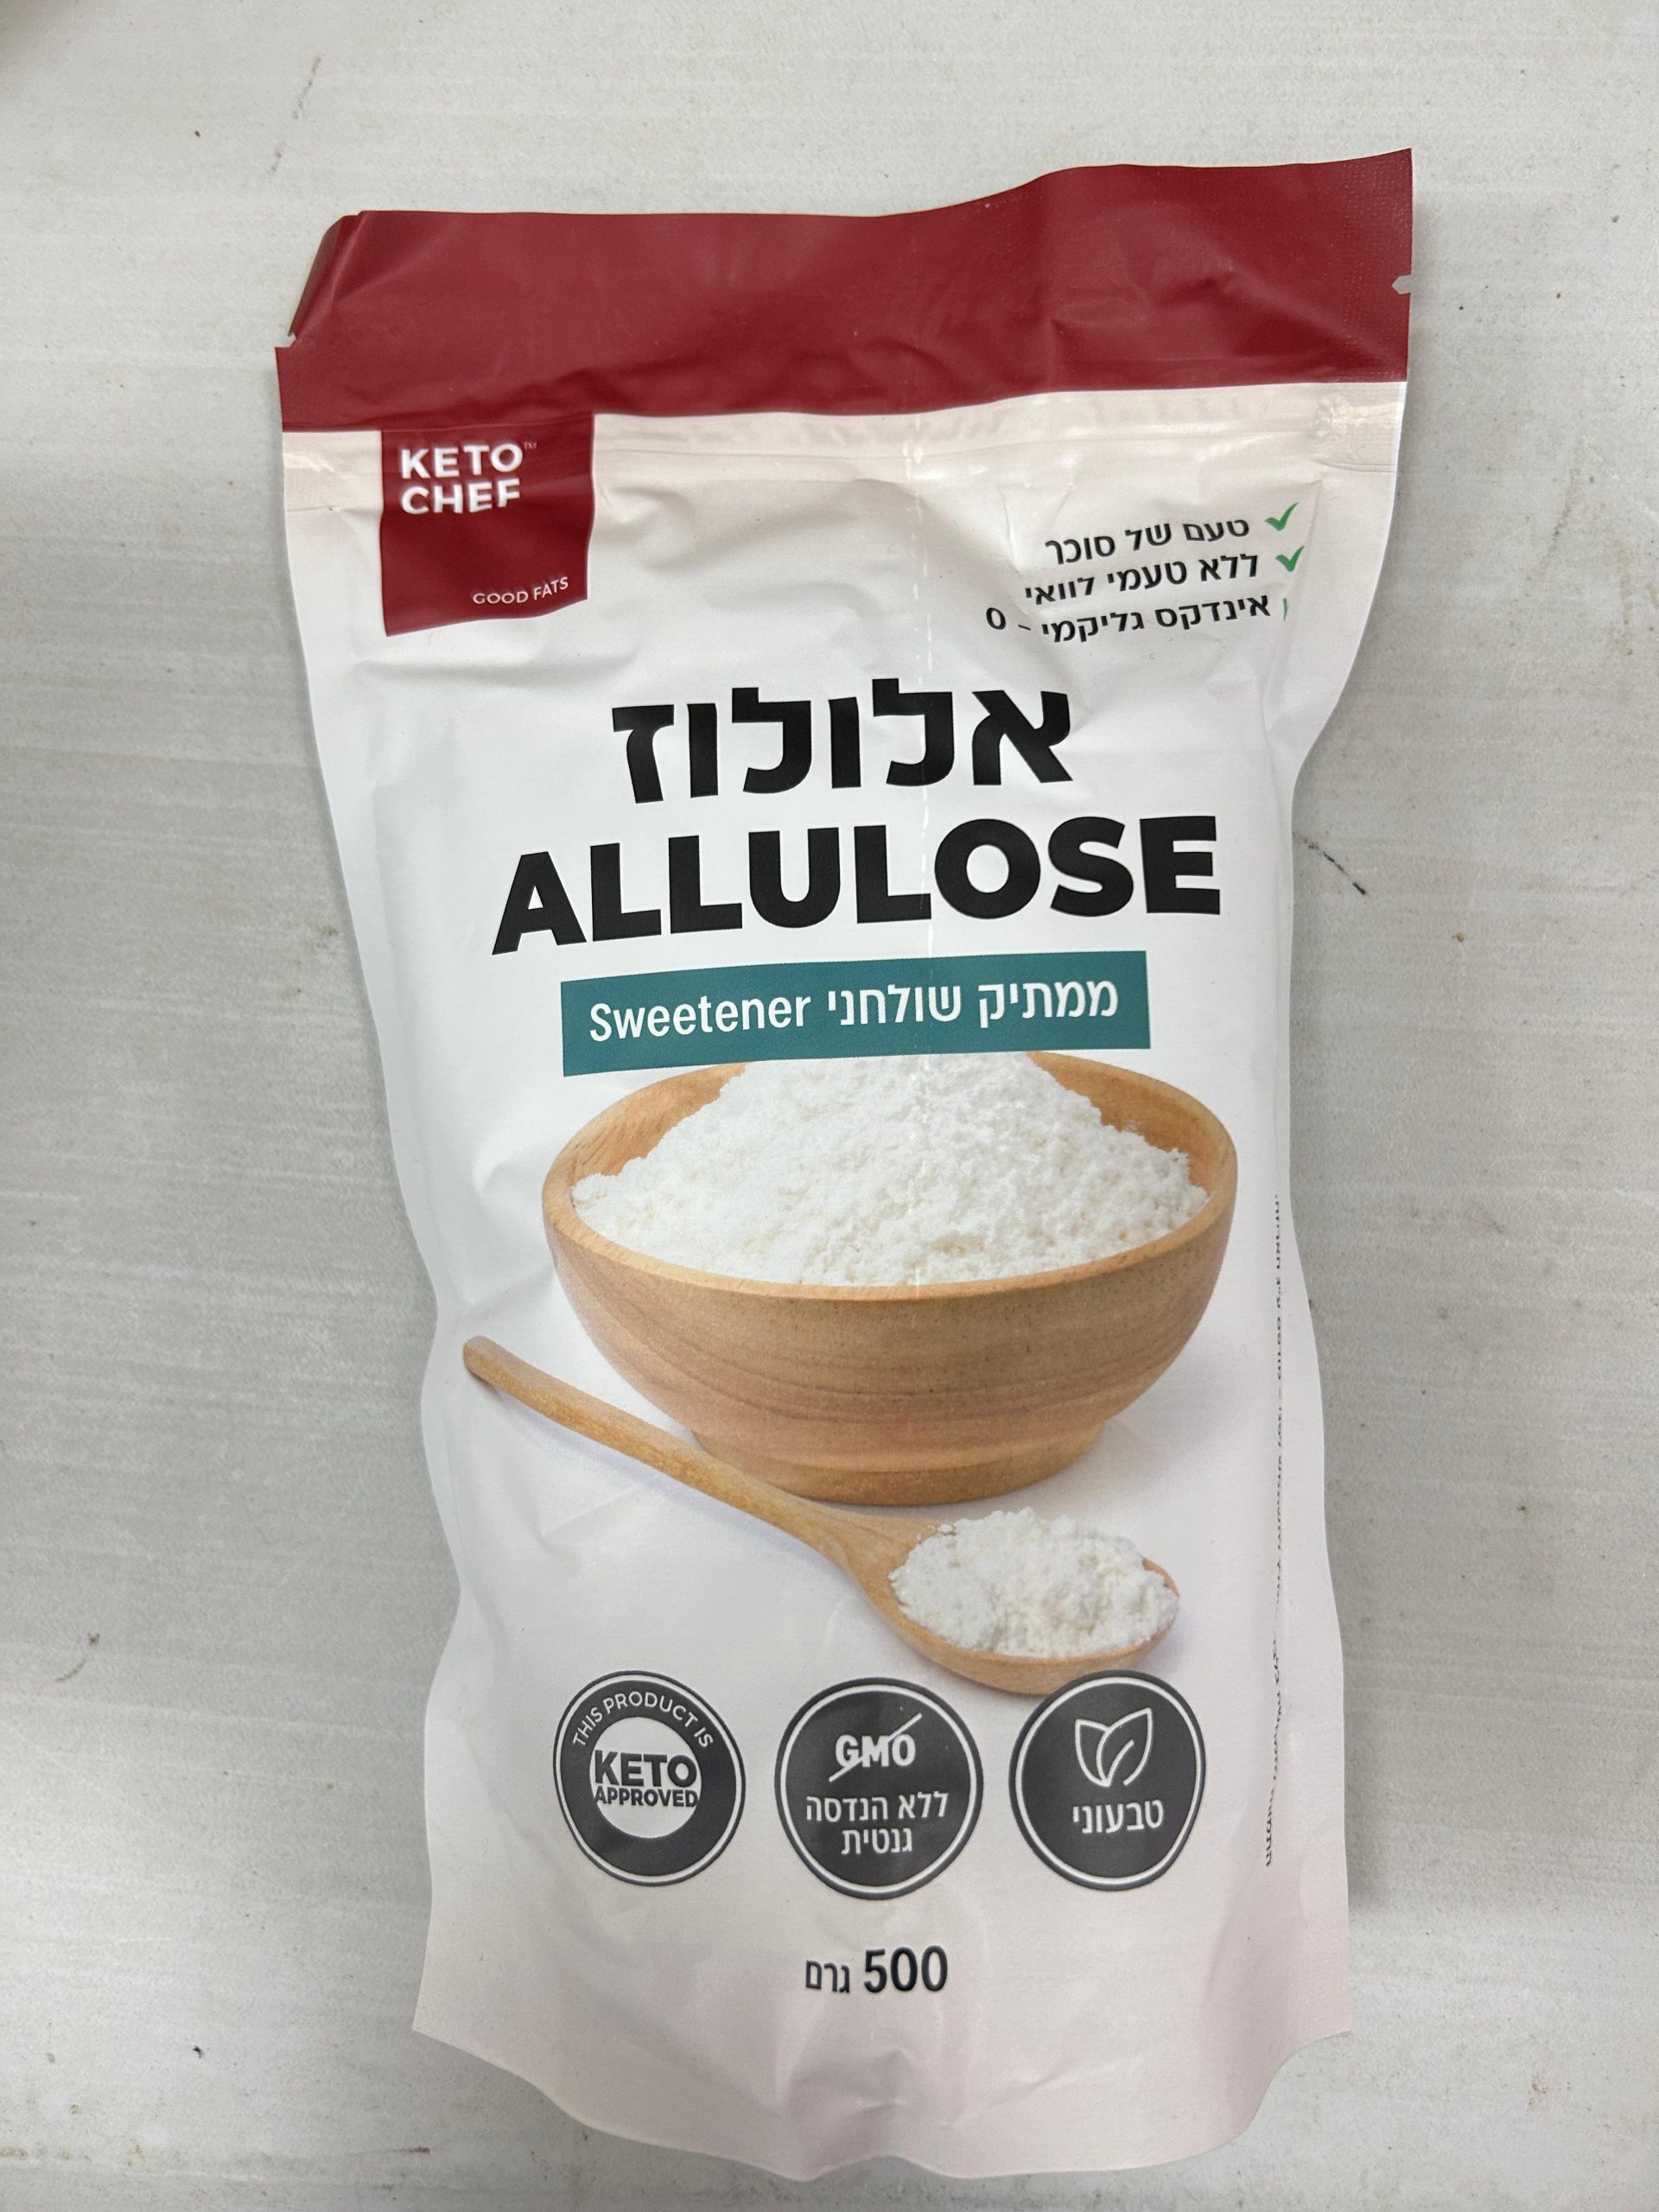 KETO™
CHEF
GOOD FATS
טעם של סוכר
ללא טעמי לוואי
אינדקס גליקמי - 0
אלולוז
ALLULOSE
ממתיק שולחני Sweetener
THIS PRODUCT IS
KETO
APPROVED
GMO
ללא הנדסה
גנטית
טבעוני
500 גרם